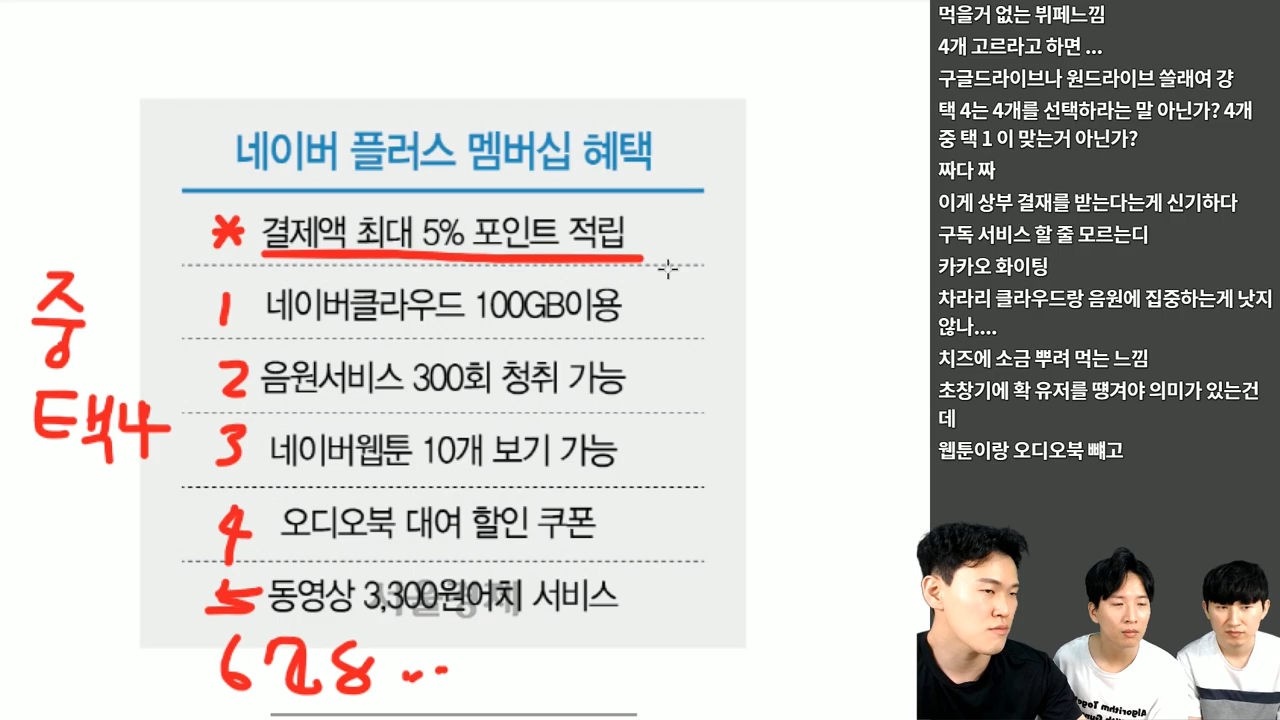 네이버 플러스 멤버십 혜택
* 결제액 최대 5% 포인트 적립
1 네이버클라우드 100GB이용
2 음원서비스 300회 청취 가능
3 네이버웹툰 10개 보기 가능
4 오디오북 대여 할인 쿠폰
5 동영상 3,300원어치 서비스
6 7 8 ...
중
택4
먹을거 없는 뷔페느낌
4개 고르라고 하면 ...
구글드라이브나 원드라이브 쓸래여 걍
택 4는 4개를 선택하라는 말 아닌가? 4개
중 택 1 이 맞는거 아닌가?
짜다 짜
이게 상부 결재를 받는다는게 신기하다
구독 서비스 할 줄 모르는디
카카오 화이팅
차라리 클라우드랑 음원에 집중하는게 낫지
않나....
치즈에 소금 뿌려 먹는 느낌
초창기에 확 유저를 떙겨야 의미가 있는건
데
웹툰이랑 오디오북 빼고